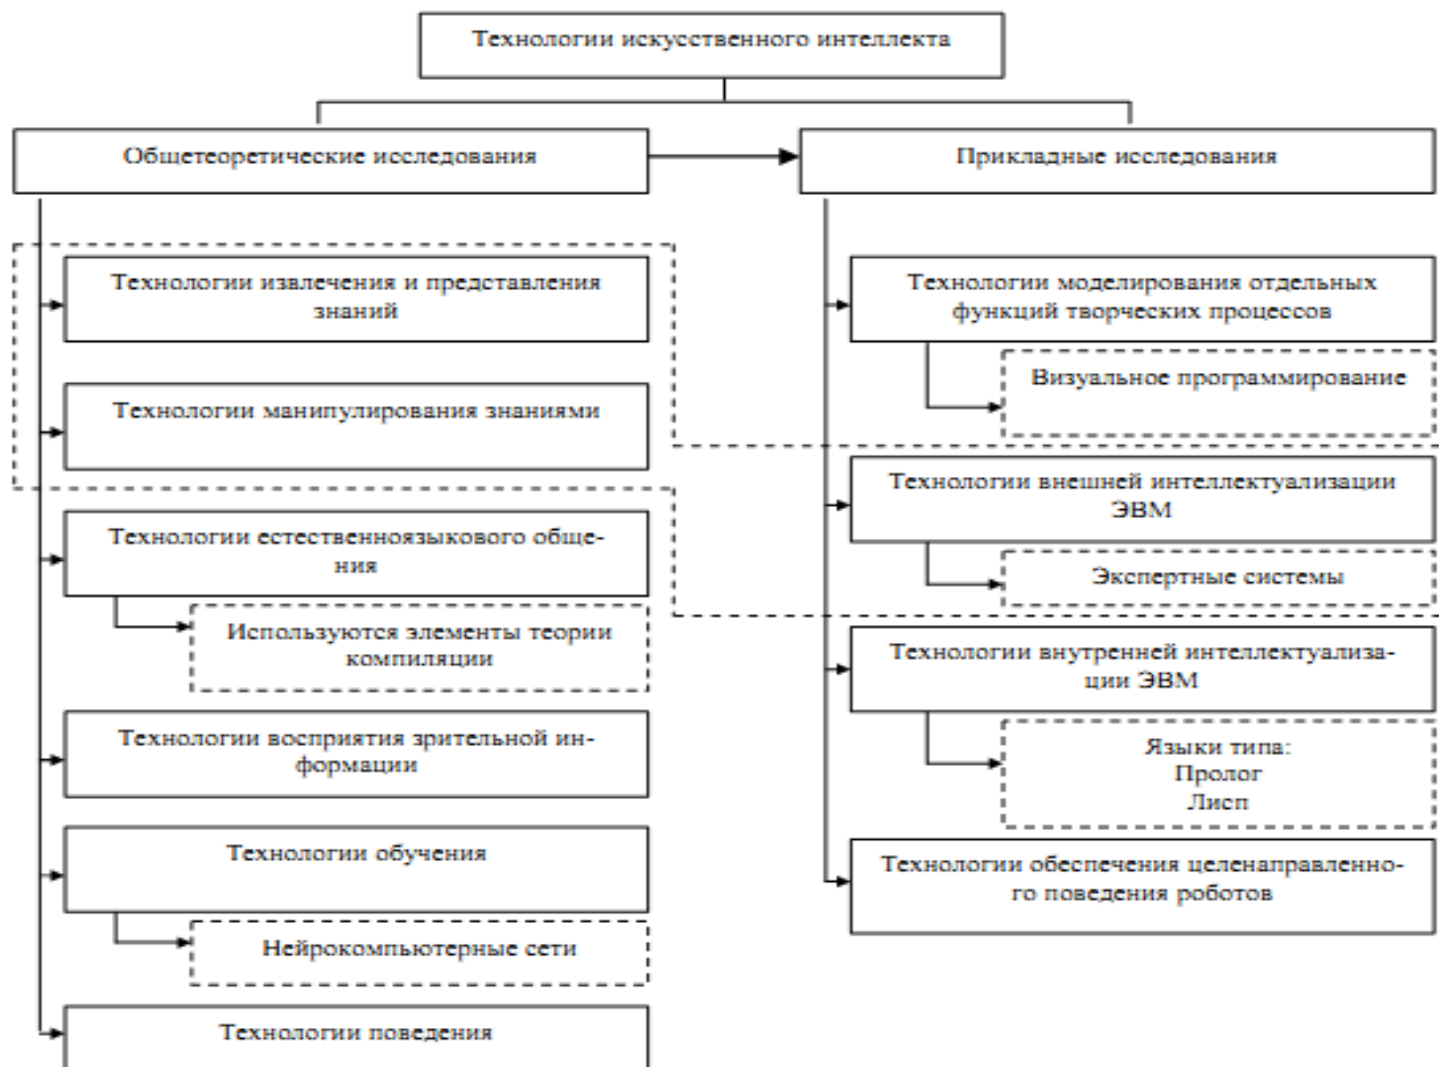 Технологии искусственного интеллекта
Общетеоретические исследования
Технологии извлечения и представления
знаний
Технологии манипулирования знаниями
Технологии естественноязыкового обще-
ния
Используются элементы теории
компиляции
Технологии восприятия зрительной ин-
формации
Технологии обучения
Нейрокомпьютерные сети
Технологии поведения
Прикладные исследования
Технологии моделирования отдельных
функций творческих процессов
Визуальное программирование
Технологии внешней интеллектуализации
ЭВМ
Экспертные системы
Технологии внутренней интеллектуализа-
ции ЭВМ
Языки типа:
Пролог
Лисп
Технологии обеспечения целенаправленно-
го поведения роботов